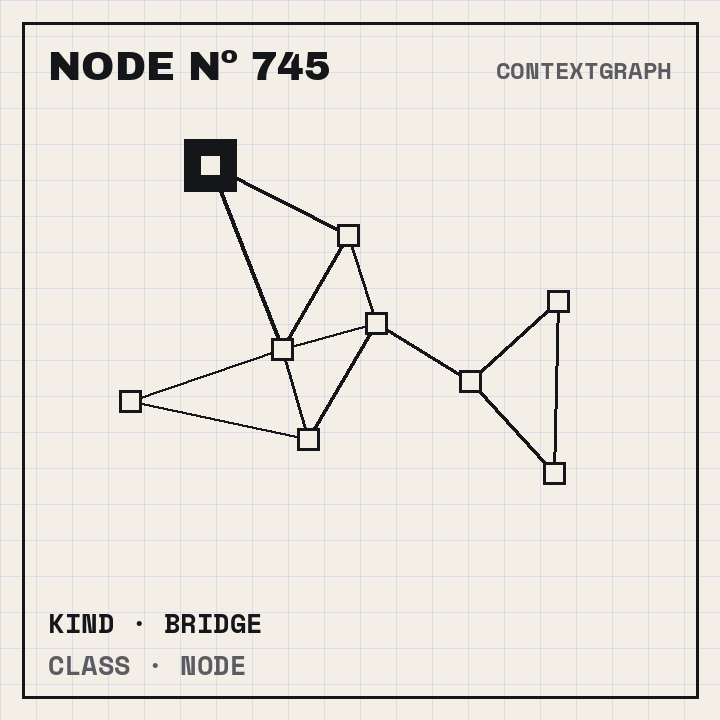 NODE Nº 745
CONTEXTGRAPH
KIND · BRIDGE
CLASS · NODE